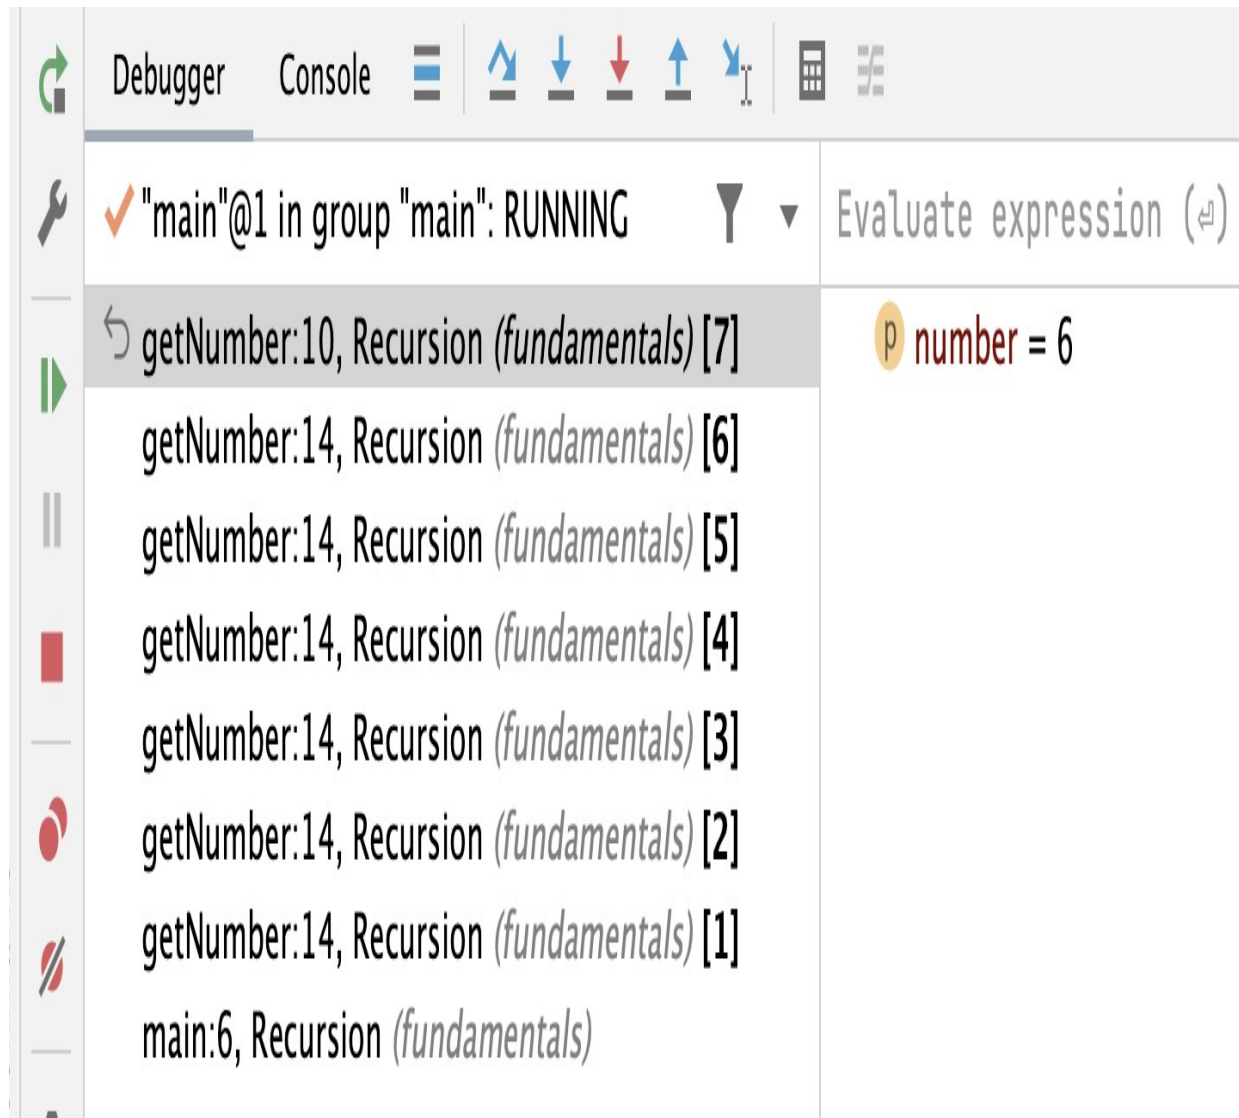 Debugger Console
"main"@1 in group "main": RUNNING
Evaluate expression (⏎)
getNumber:10, Recursion (fundamentals) [7]
p number = 6
getNumber:14, Recursion (fundamentals) [6]
getNumber:14, Recursion (fundamentals) [5]
getNumber:14, Recursion (fundamentals) [4]
getNumber:14, Recursion (fundamentals) [3]
getNumber:14, Recursion (fundamentals) [2]
getNumber:14, Recursion (fundamentals) [1]
main:6, Recursion (fundamentals)